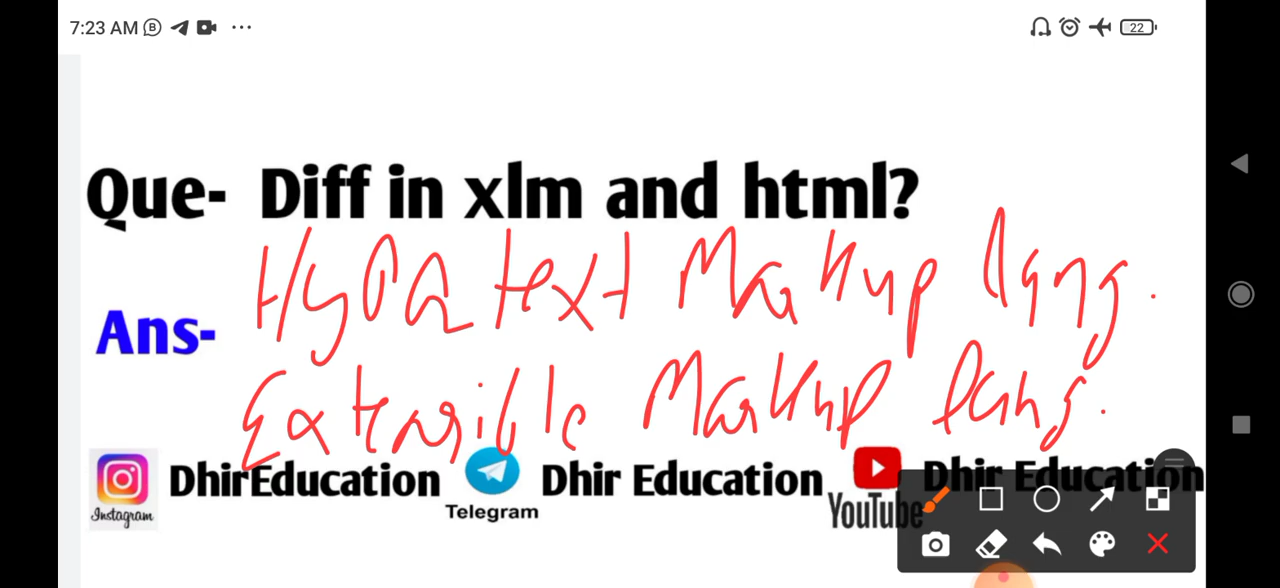 7:23 AM
22
Que- Diff in xlm and html?
Hyper text Markup lang.
Ans-
Extensible Markup lang.
DhirEducation Dhir Education Dhir Education
Instagram Telegram YouTube